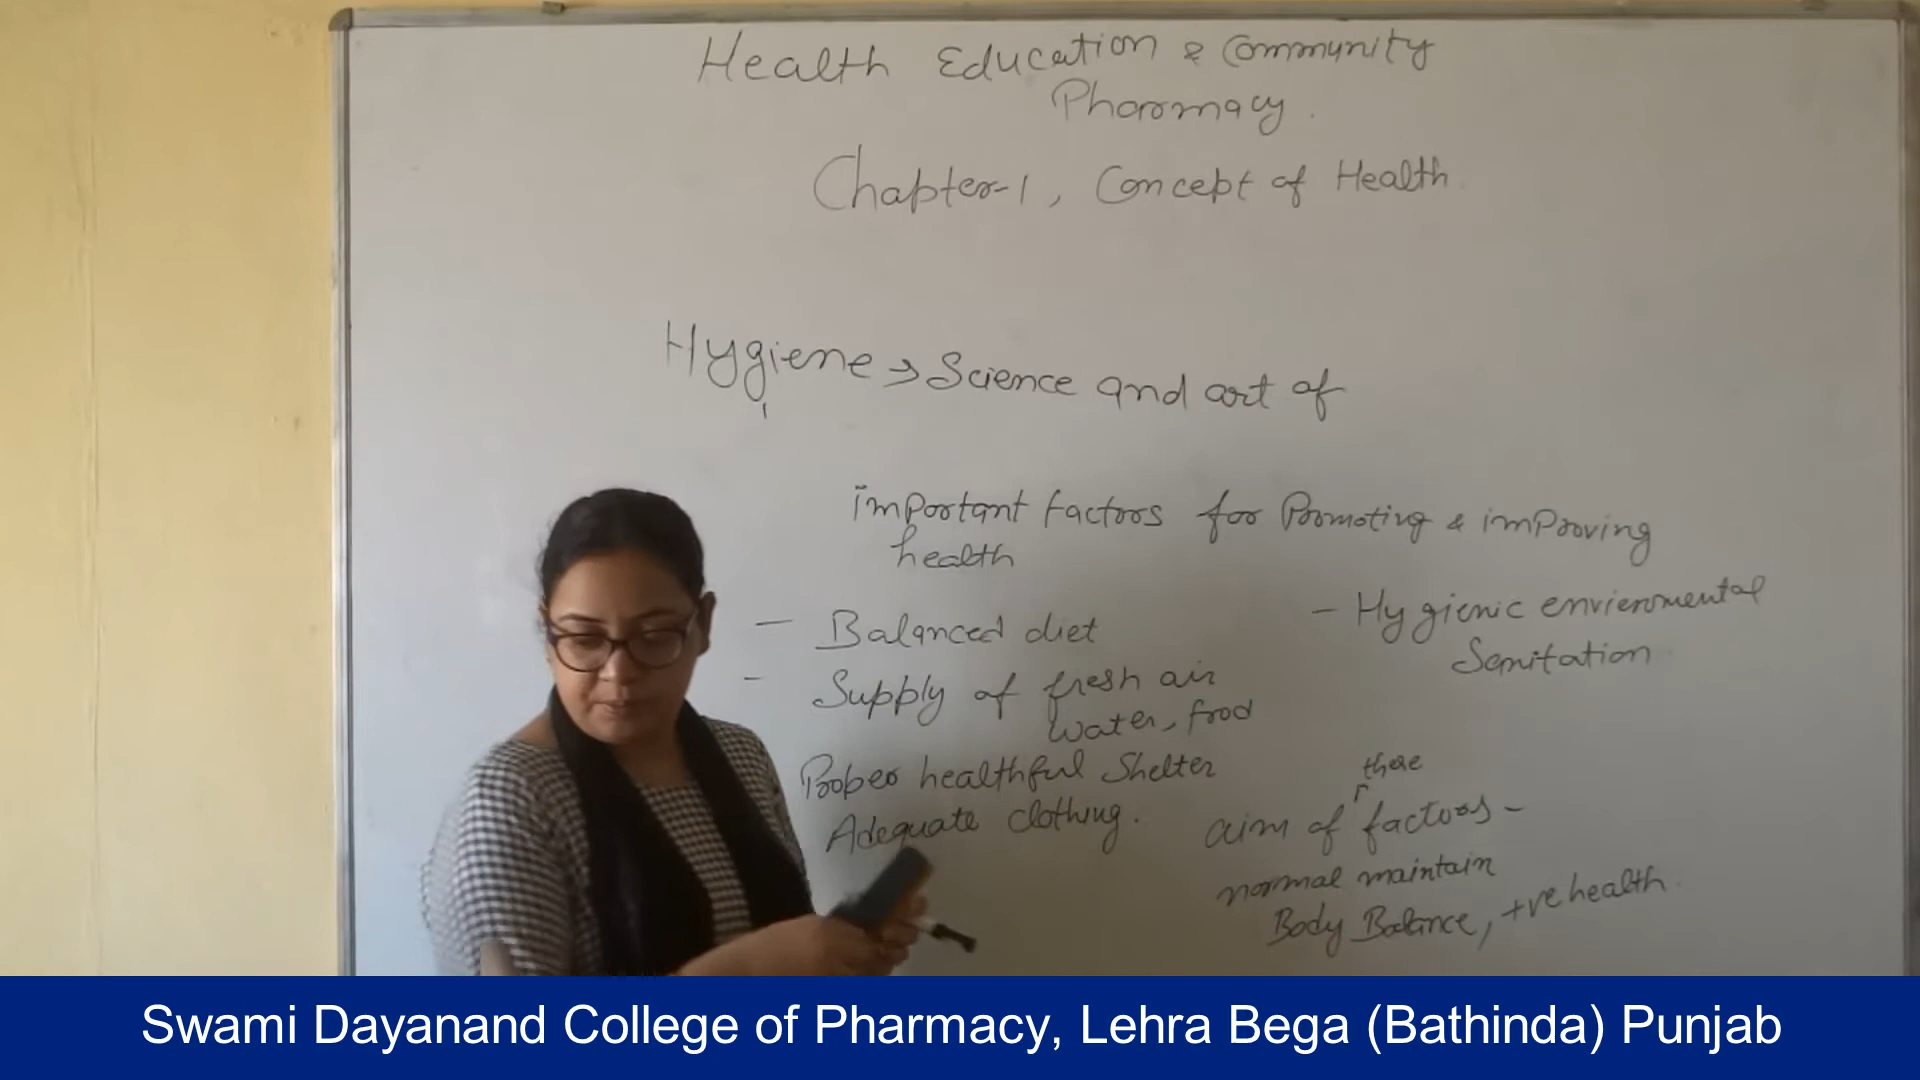 Health Education & Community
Pharmacy.
Chapter-1, Concept of Health.
Hygiene → Science and art of
important factors for Promoting & improving
health
- Balanced diet
- Supply of fresh air
water, food
Proper healthful Shelter
Adequate clothing.
- Hygienic envieronmental
Sanitation
there
aim of factors -
normal maintain
Body Balance, +ve health.
Swami Dayanand College of Pharmacy, Lehra Bega (Bathinda) Punjab